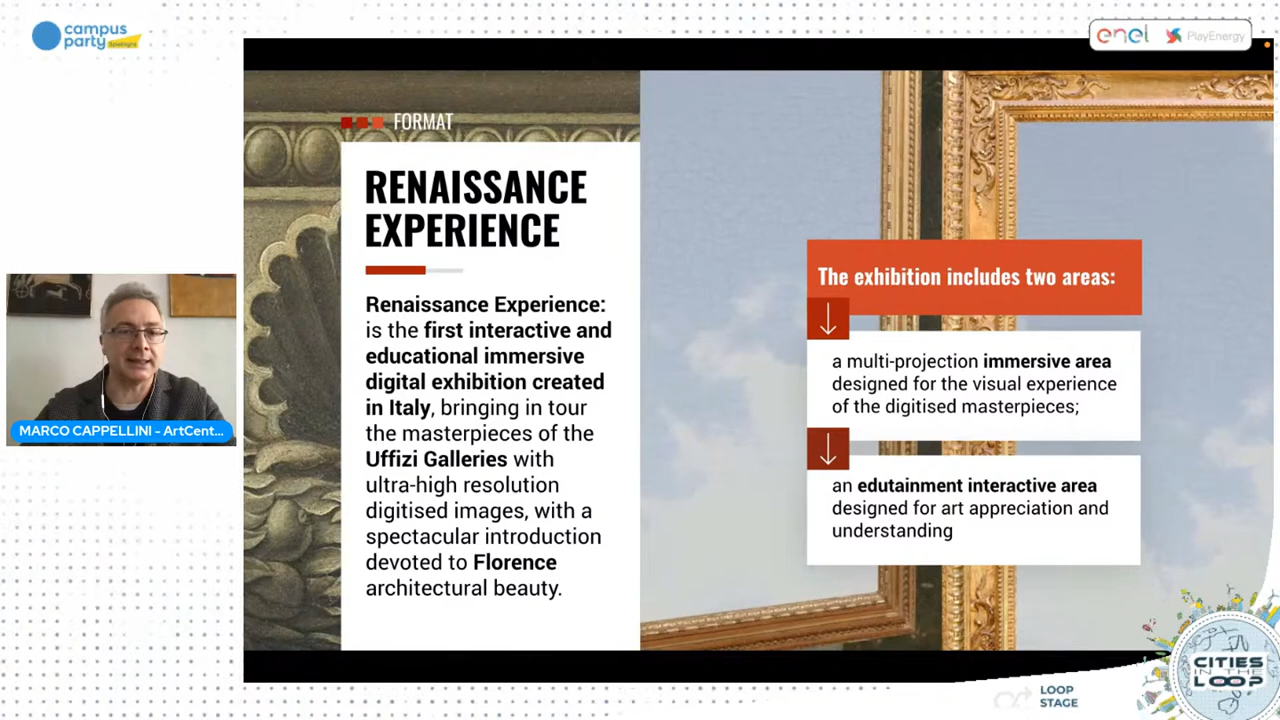 campus
party
enel
PlayEnergy
FORMAT
RENAISSANCE
EXPERIENCE
Renaissance Experience:
is the first interactive and
educational immersive
digital exhibition created
in Italy, bringing in tour
the masterpieces of the
Uffizi Galleries with
ultra-high resolution
digitised images, with a
spectacular introduction
devoted to Florence
architectural beauty.
The exhibition includes two areas:
a multi-projection immersive area
designed for the visual experience
of the digitised masterpieces;
an edutainment interactive area
designed for art appreciation and
understanding
MARCO CAPPELLINI - ArtCent...
CITIES
IN THE
LOOP
LOOP
STAGE